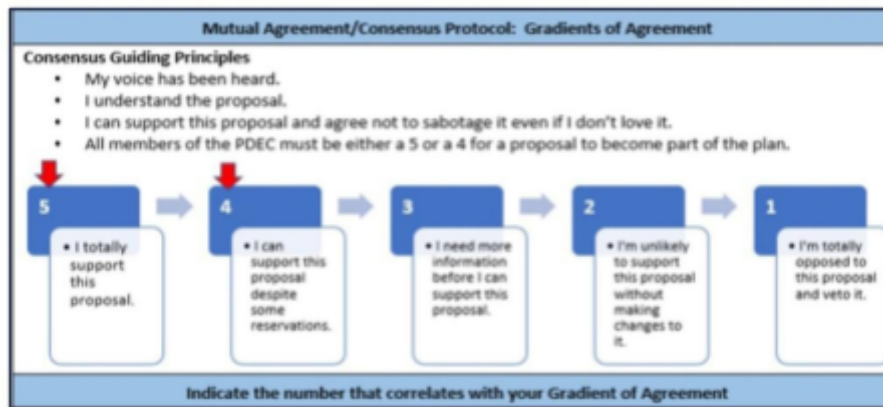 Mutual Agreement/Consensus Protocol: Gradients of Agreement
Consensus Guiding Principles
• My voice has been heard.
• I understand the proposal.
• I can support this proposal and agree not to sabotage it even if I don't love it.
• All members of the PDEC must be either a 5 or a 4 for a proposal to become part of the plan.
5
• I totally
support
this
proposal.
4
• I can
support this
proposal
despite
some
reservations.
3
• I need more
information
before I can
support this
proposal.
2
• I'm unlikely
to support
this proposal
without
making
changes to
it.
1
• I'm totally
opposed to
this proposal
and veto it.
Indicate the number that correlates with your Gradient of Agreement